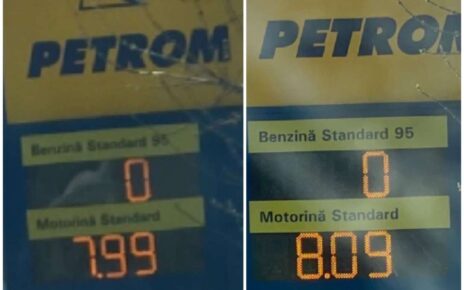 PETROM
Benzină Standard 95
0
Motorină Standard
7.99
PETROM
Benzină Standard 95
0
Motorină Standard
8.09